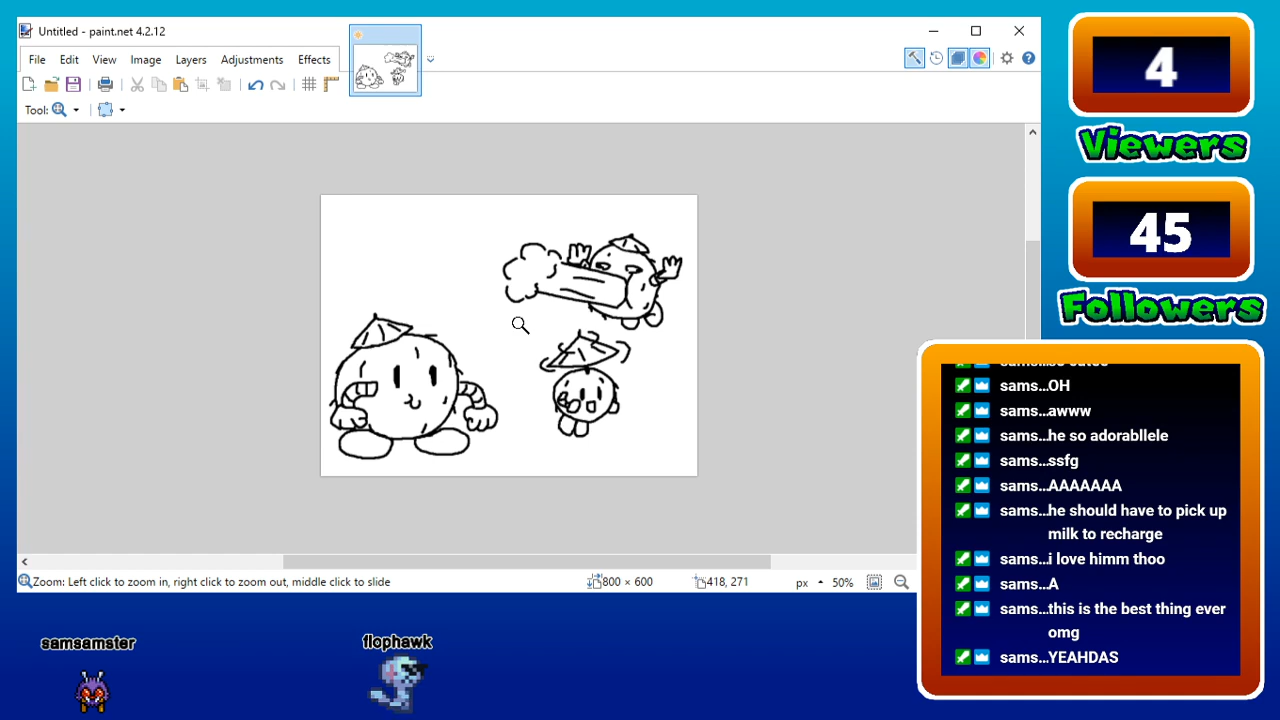 Untitled - paint.net 4.2.12
File Edit View Image Layers Adjustments Effects
Tool:
Zoom: Left click to zoom in, right click to zoom out, middle click to slide
800 × 600
418, 271
px
50%
samsamster
flophawk
4
Viewers
45
Followers
sams...OH
sams...awww
sams...he so adorabllele
sams...ssfg
sams...AAAAAAA
sams...he should have to pick up
milk to recharge
sams...i love himm thoo
sams...A
sams...this is the best thing ever
omg
sams...YEAHDAS